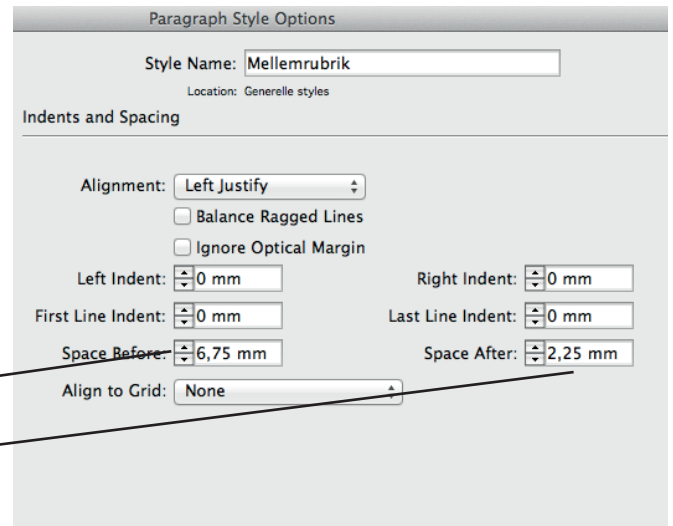 Paragraph Style Options
Style Name: Mellemrubrik
Location: Generelle styles
Indents and Spacing
Alignment: Left Justify
Balance Ragged Lines
Ignore Optical Margin
Left Indent: 0 mm Right Indent: 0 mm
First Line Indent: 0 mm Last Line Indent: 0 mm
Space Before: 6,75 mm Space After: 2,25 mm
Align to Grid: None